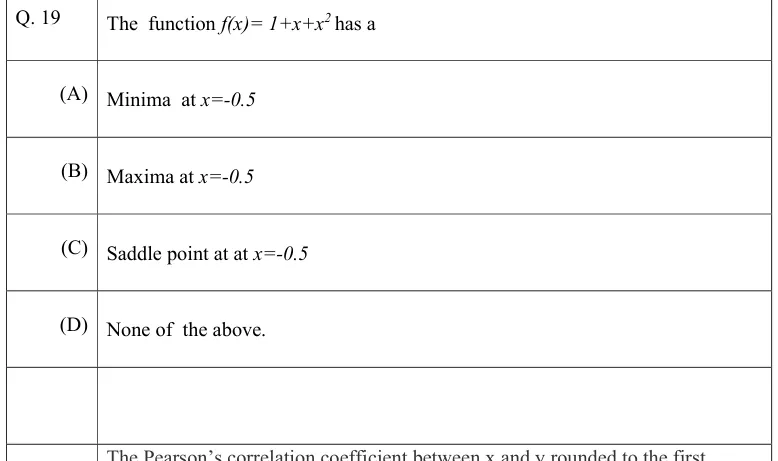 Q. 19 The function f(x)= 1+x+x² has a
(A) Minima at x=-0.5
(B) Maxima at x=-0.5
(C) Saddle point at at x=-0.5
(D) None of the above.
The Pearson's correlation coefficient between x and y rounded to the first